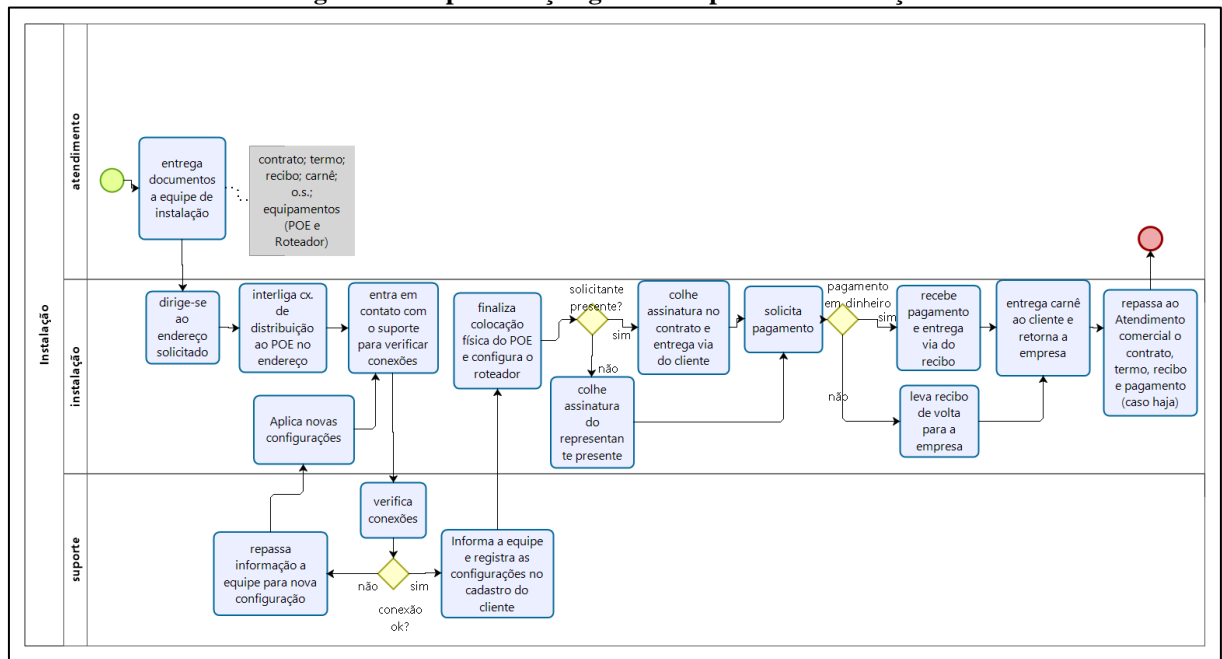 Instalação
atendimento
entrega
documentos
a equipe de
instalação
contrato; termo;
recibo; carnê;
o.s.;
equipamentos
(POE e
Roteador)
instalação
dirige-se
ao
endereço
solicitado
interliga cx.
de
distribuição
ao POE no
endereço
entra em
contato com
o suporte
para verificar
conexões
Aplica novas
configurações
finaliza
colocação
física do POE
e configura o
roteador
solicitante
presente?
sim
não
colhe
assinatura no
contrato e
entrega via do
cliente
colhe
assinatura
do
representan
te presente
solicita
pagamento
pagamento
em dinheiro
sim
não
recebe
pagamento
e entrega
via do
recibo
leva recibo
de volta
para a
empresa
entrega carnê
ao cliente e
retorna a
empresa
repassa ao
Atendimento
comercial o
contrato,
termo, recibo
e pagamento
(caso haja)
suporte
verifica
conexões
repassa
informação a
equipe para nova
configuração
não
sim
conexão
ok?
Informa a equipe
e registra as
configurações no
cadastro do
cliente